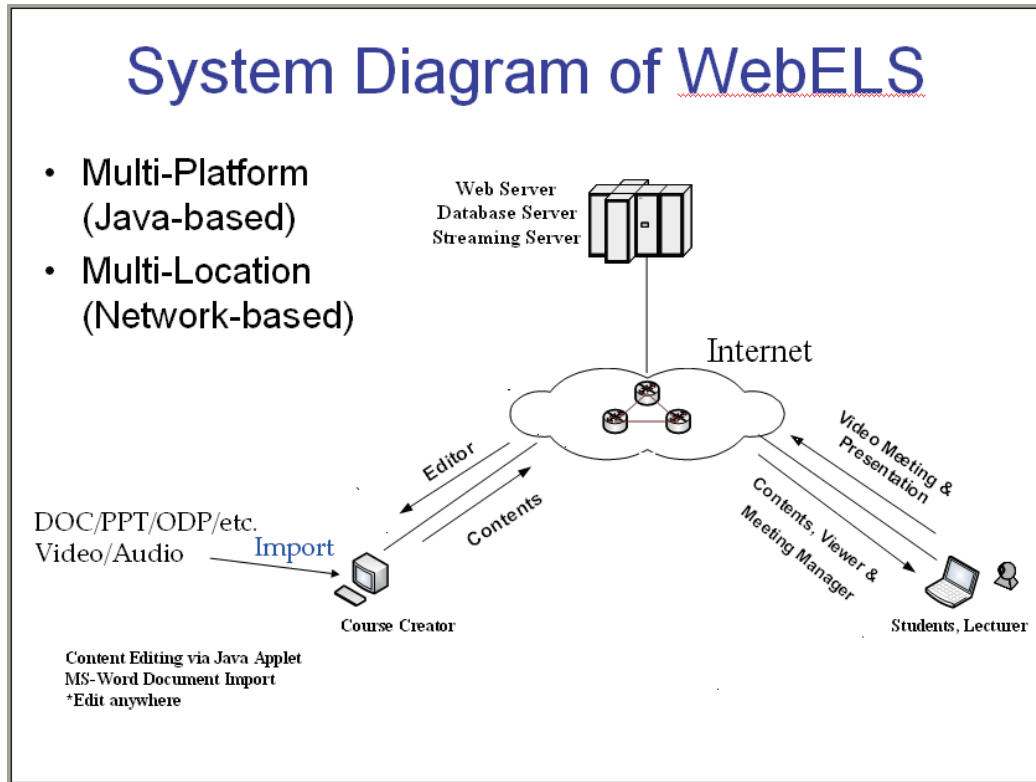 System Diagram of WebELS
• Multi-Platform
(Java-based)
• Multi-Location
(Network-based)
Web Server
Database Server
Streaming Server
Internet
Editor
Contents
Video Meeting &
Presentation
Contents, Viewer &
Meeting Manager
DOC/PPT/ODP/etc.
Video/Audio
Import
Course Creator
Students, Lecturer
Content Editing via Java Applet
MS-Word Document Import
*Edit anywhere